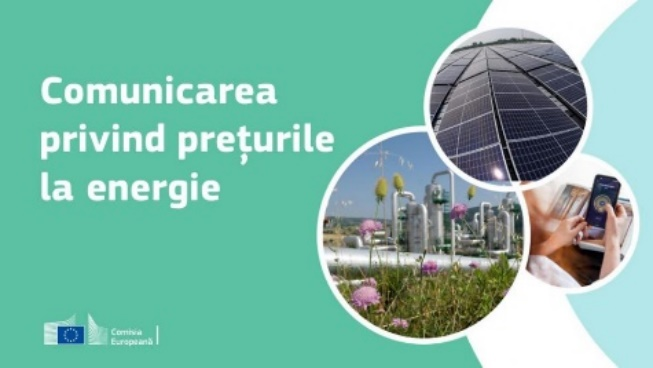 Comunicarea
privind prețurile
la energie
Comisia
Europeană